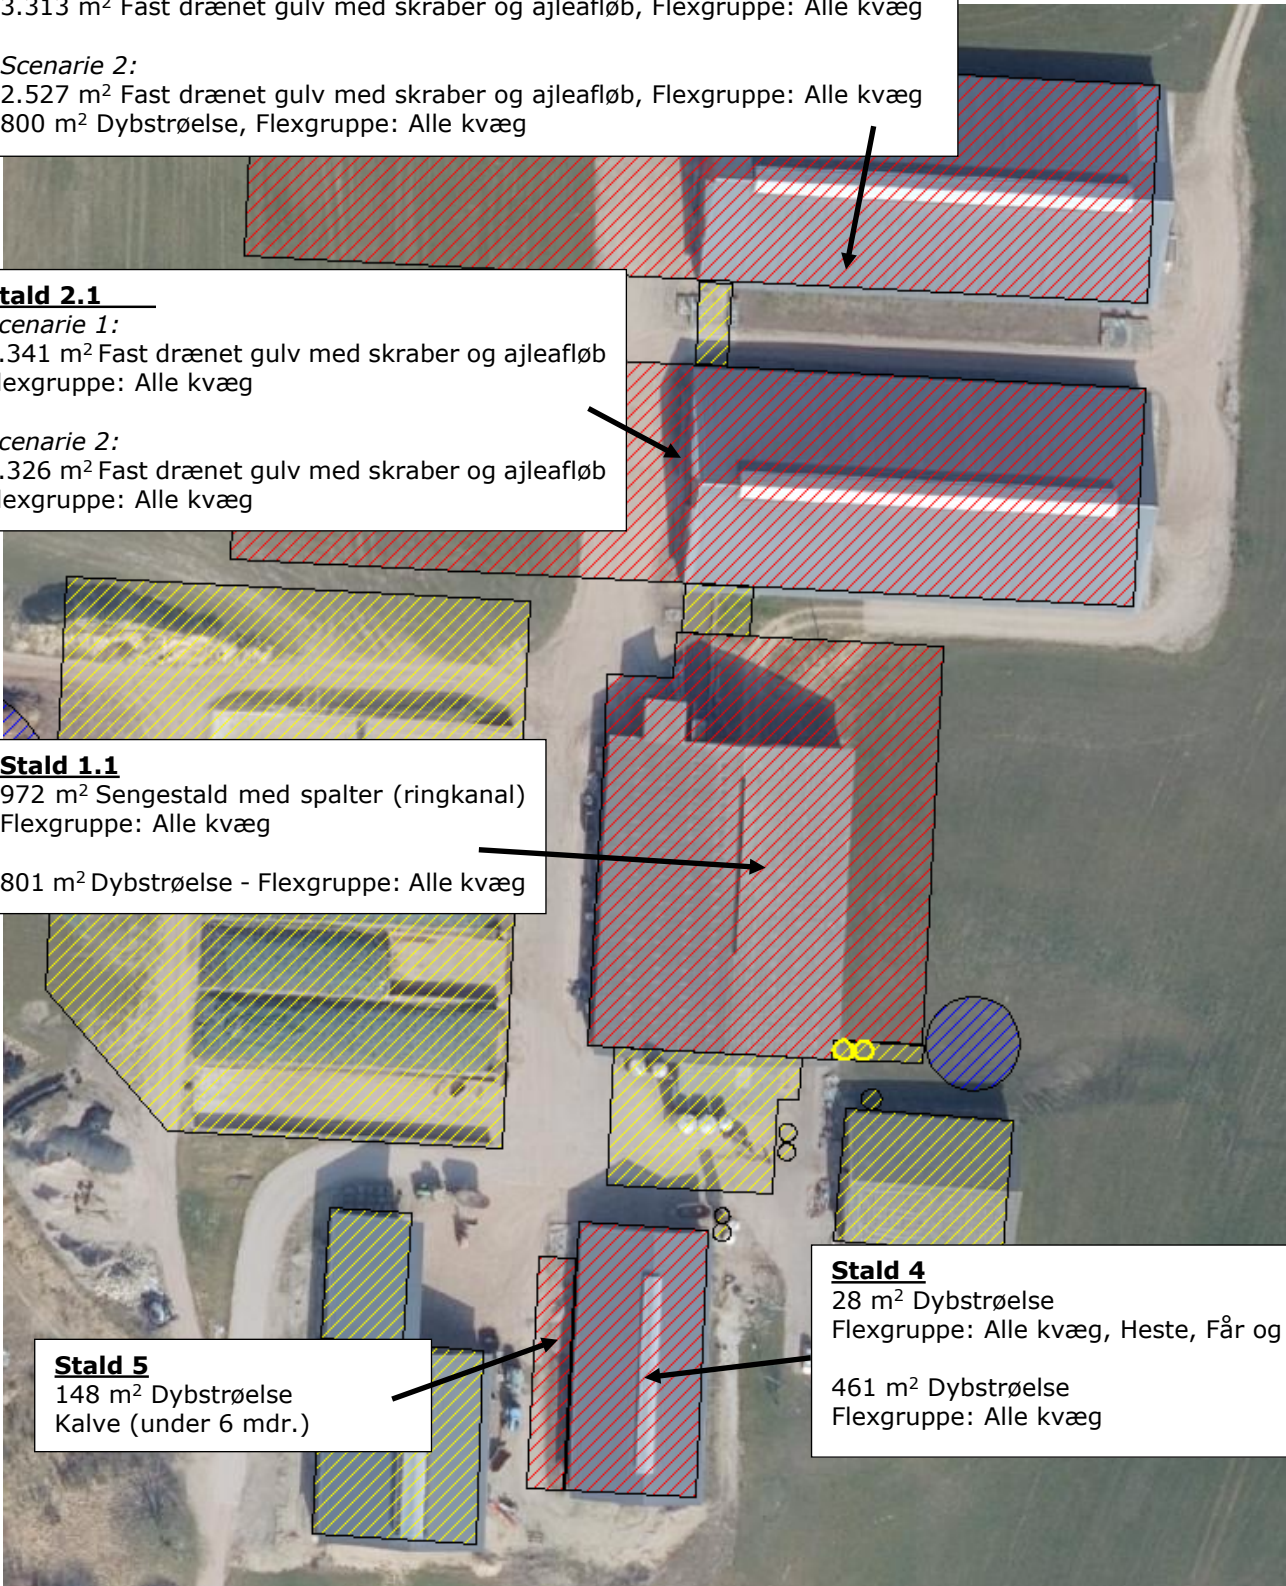 3.313 m² Fast drænet gulv med skraber og ajleafløb, Flexgruppe: Alle kvæg
Scenarie 2:
2.527 m² Fast drænet gulv med skraber og ajleafløb, Flexgruppe: Alle kvæg
800 m² Dybstrøelse, Flexgruppe: Alle kvæg
tald 2.1
cenarie 1:
.341 m² Fast drænet gulv med skraber og ajleafløb
lexgruppe: Alle kvæg
cenarie 2:
.326 m² Fast drænet gulv med skraber og ajleafløb
lexgruppe: Alle kvæg
Stald 1.1
972 m² Sengestald med spalter (ringkanal)
Flexgruppe: Alle kvæg
801 m² Dybstrøelse - Flexgruppe: Alle kvæg
Stald 4
28 m² Dybstrøelse
Flexgruppe: Alle kvæg, Heste, Får og
461 m² Dybstrøelse
Flexgruppe: Alle kvæg
Stald 5
148 m² Dybstrøelse
Kalve (under 6 mdr.)